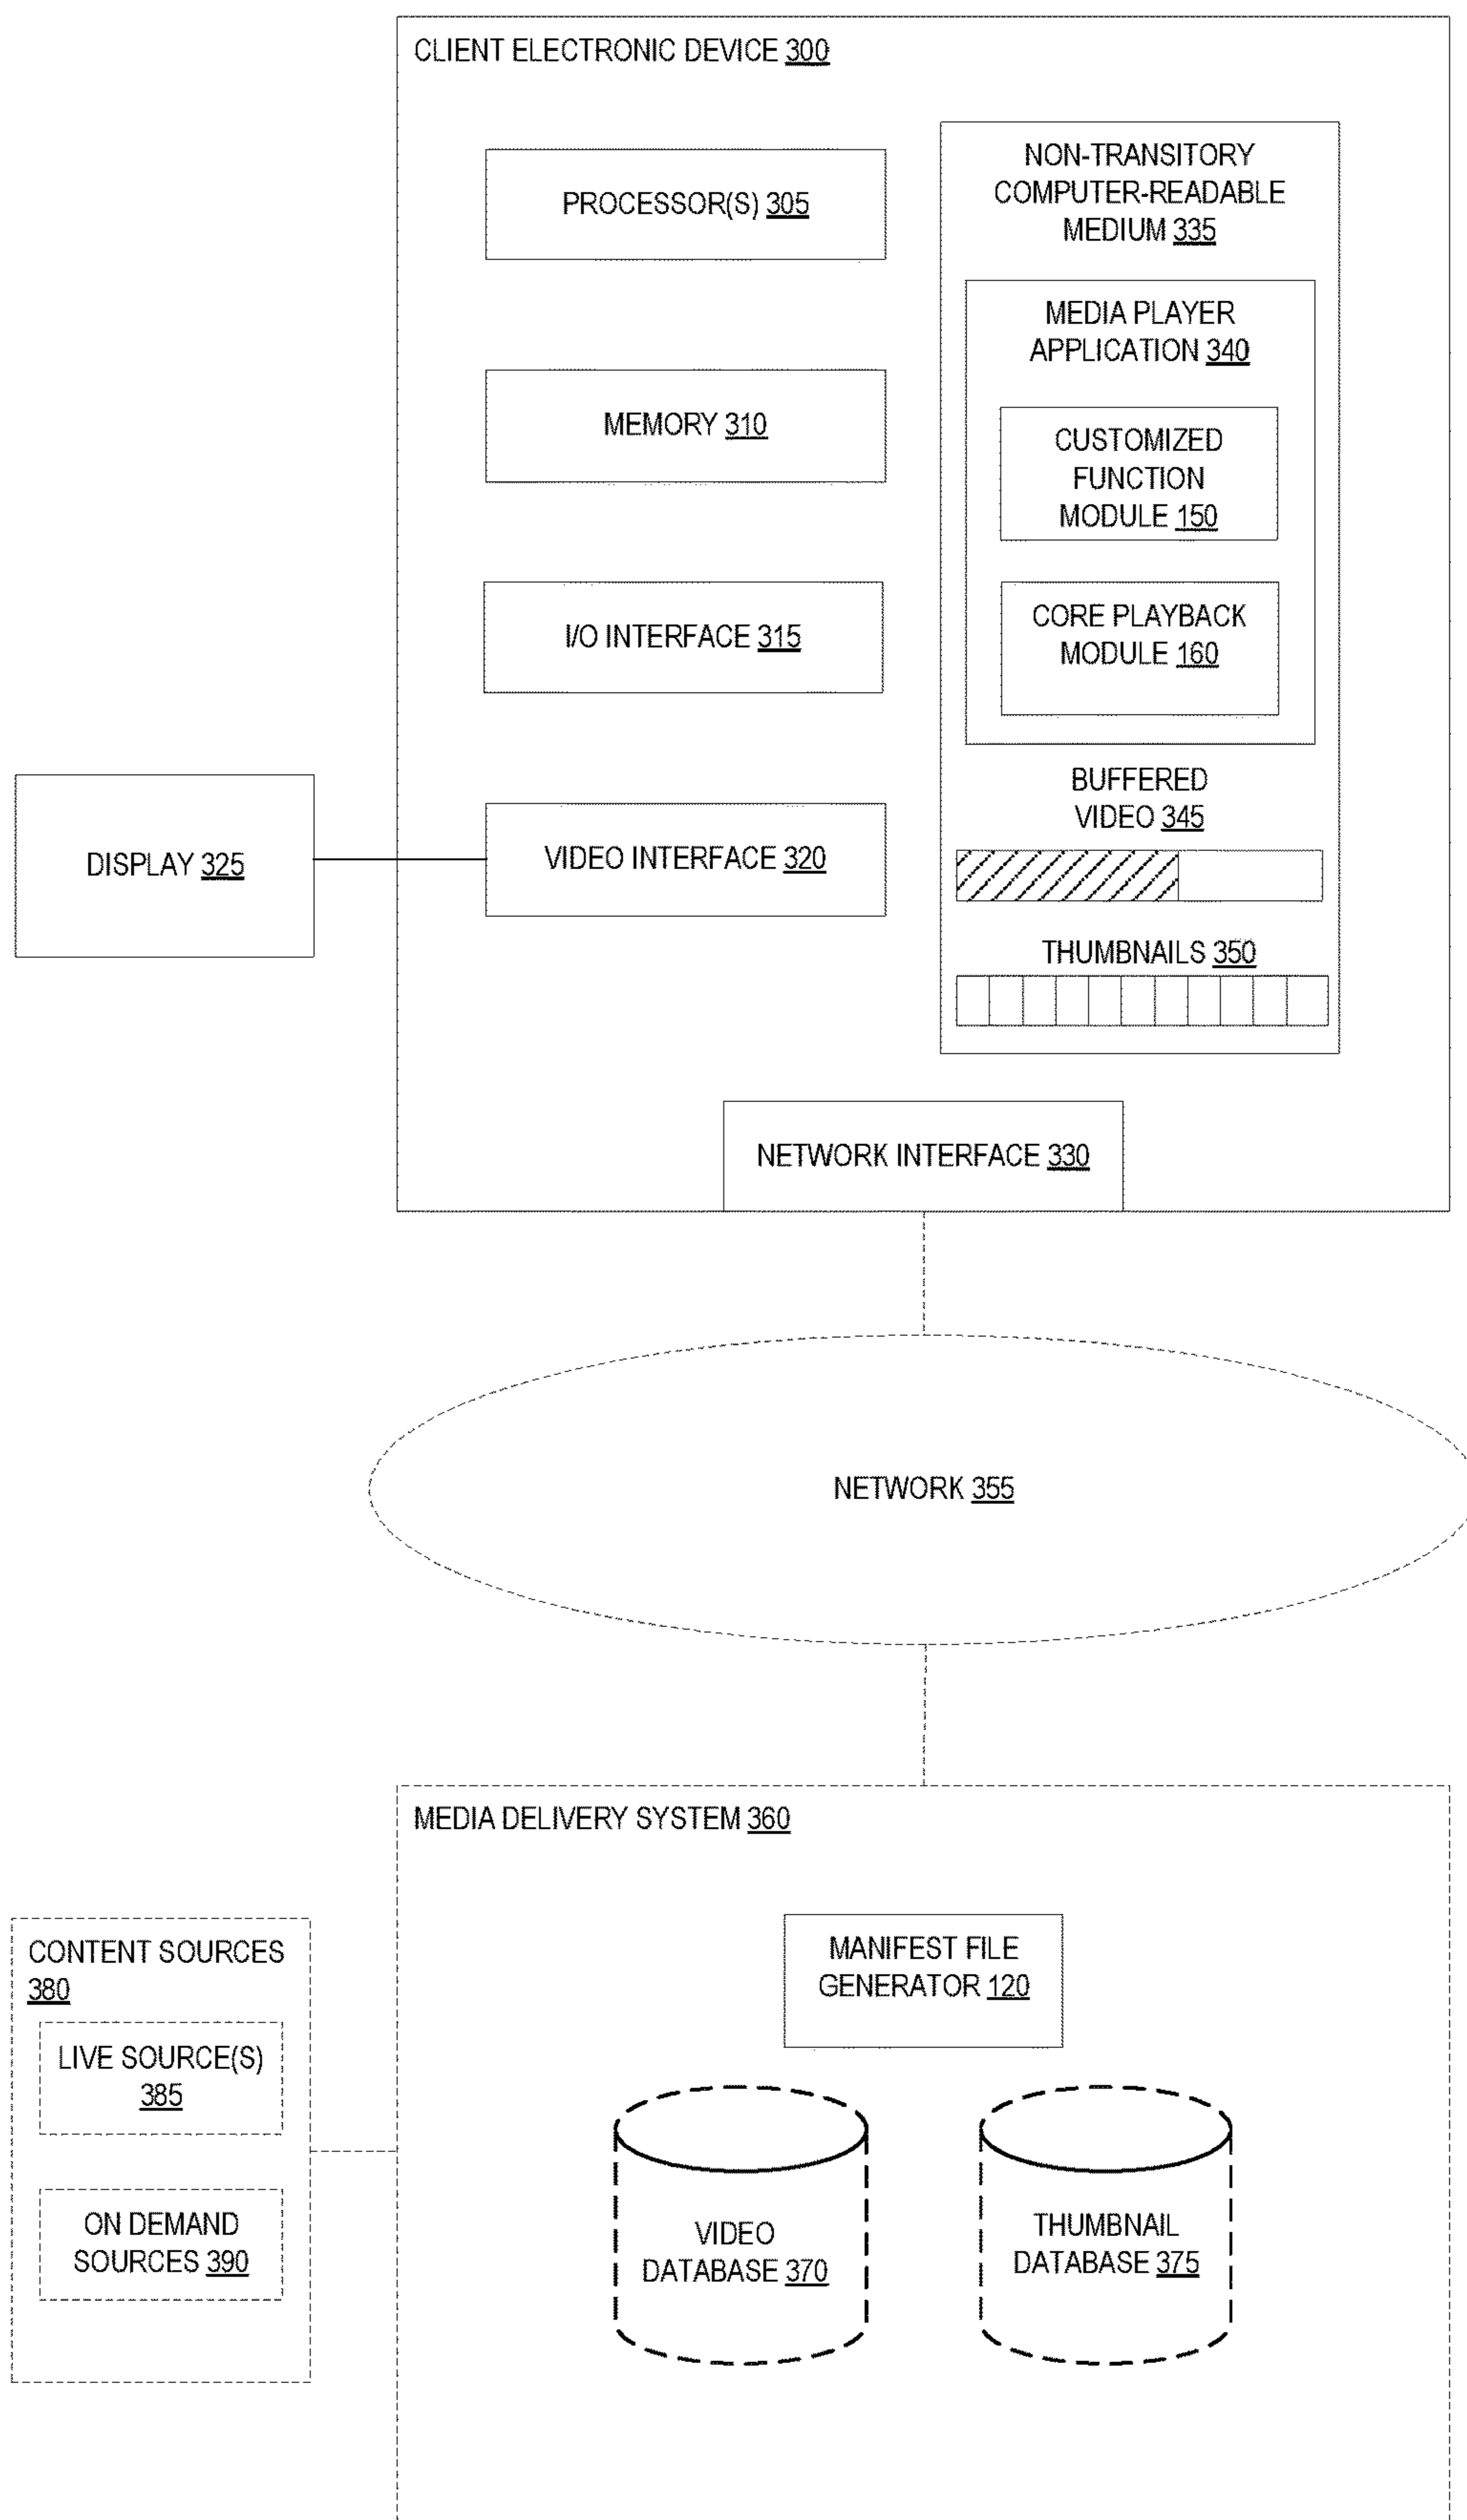 CLIENT ELECTRONIC DEVICE 300
PROCESSOR(S) 305
MEMORY 310
I/O INTERFACE 315
VIDEO INTERFACE 320
DISPLAY 325
NON-TRANSITORY
COMPUTER-READABLE
MEDIUM 335
MEDIA PLAYER
APPLICATION 340
CUSTOMIZED
FUNCTION
MODULE 150
CORE PLAYBACK
MODULE 160
BUFFERED
VIDEO 345
THUMBNAILS 350
NETWORK INTERFACE 330
NETWORK 355
MEDIA DELIVERY SYSTEM 360
MANIFEST FILE
GENERATOR 120
VIDEO
DATABASE 370
THUMBNAIL
DATABASE 375
CONTENT SOURCES
380
LIVE SOURCE(S)
385
ON DEMAND
SOURCES 390